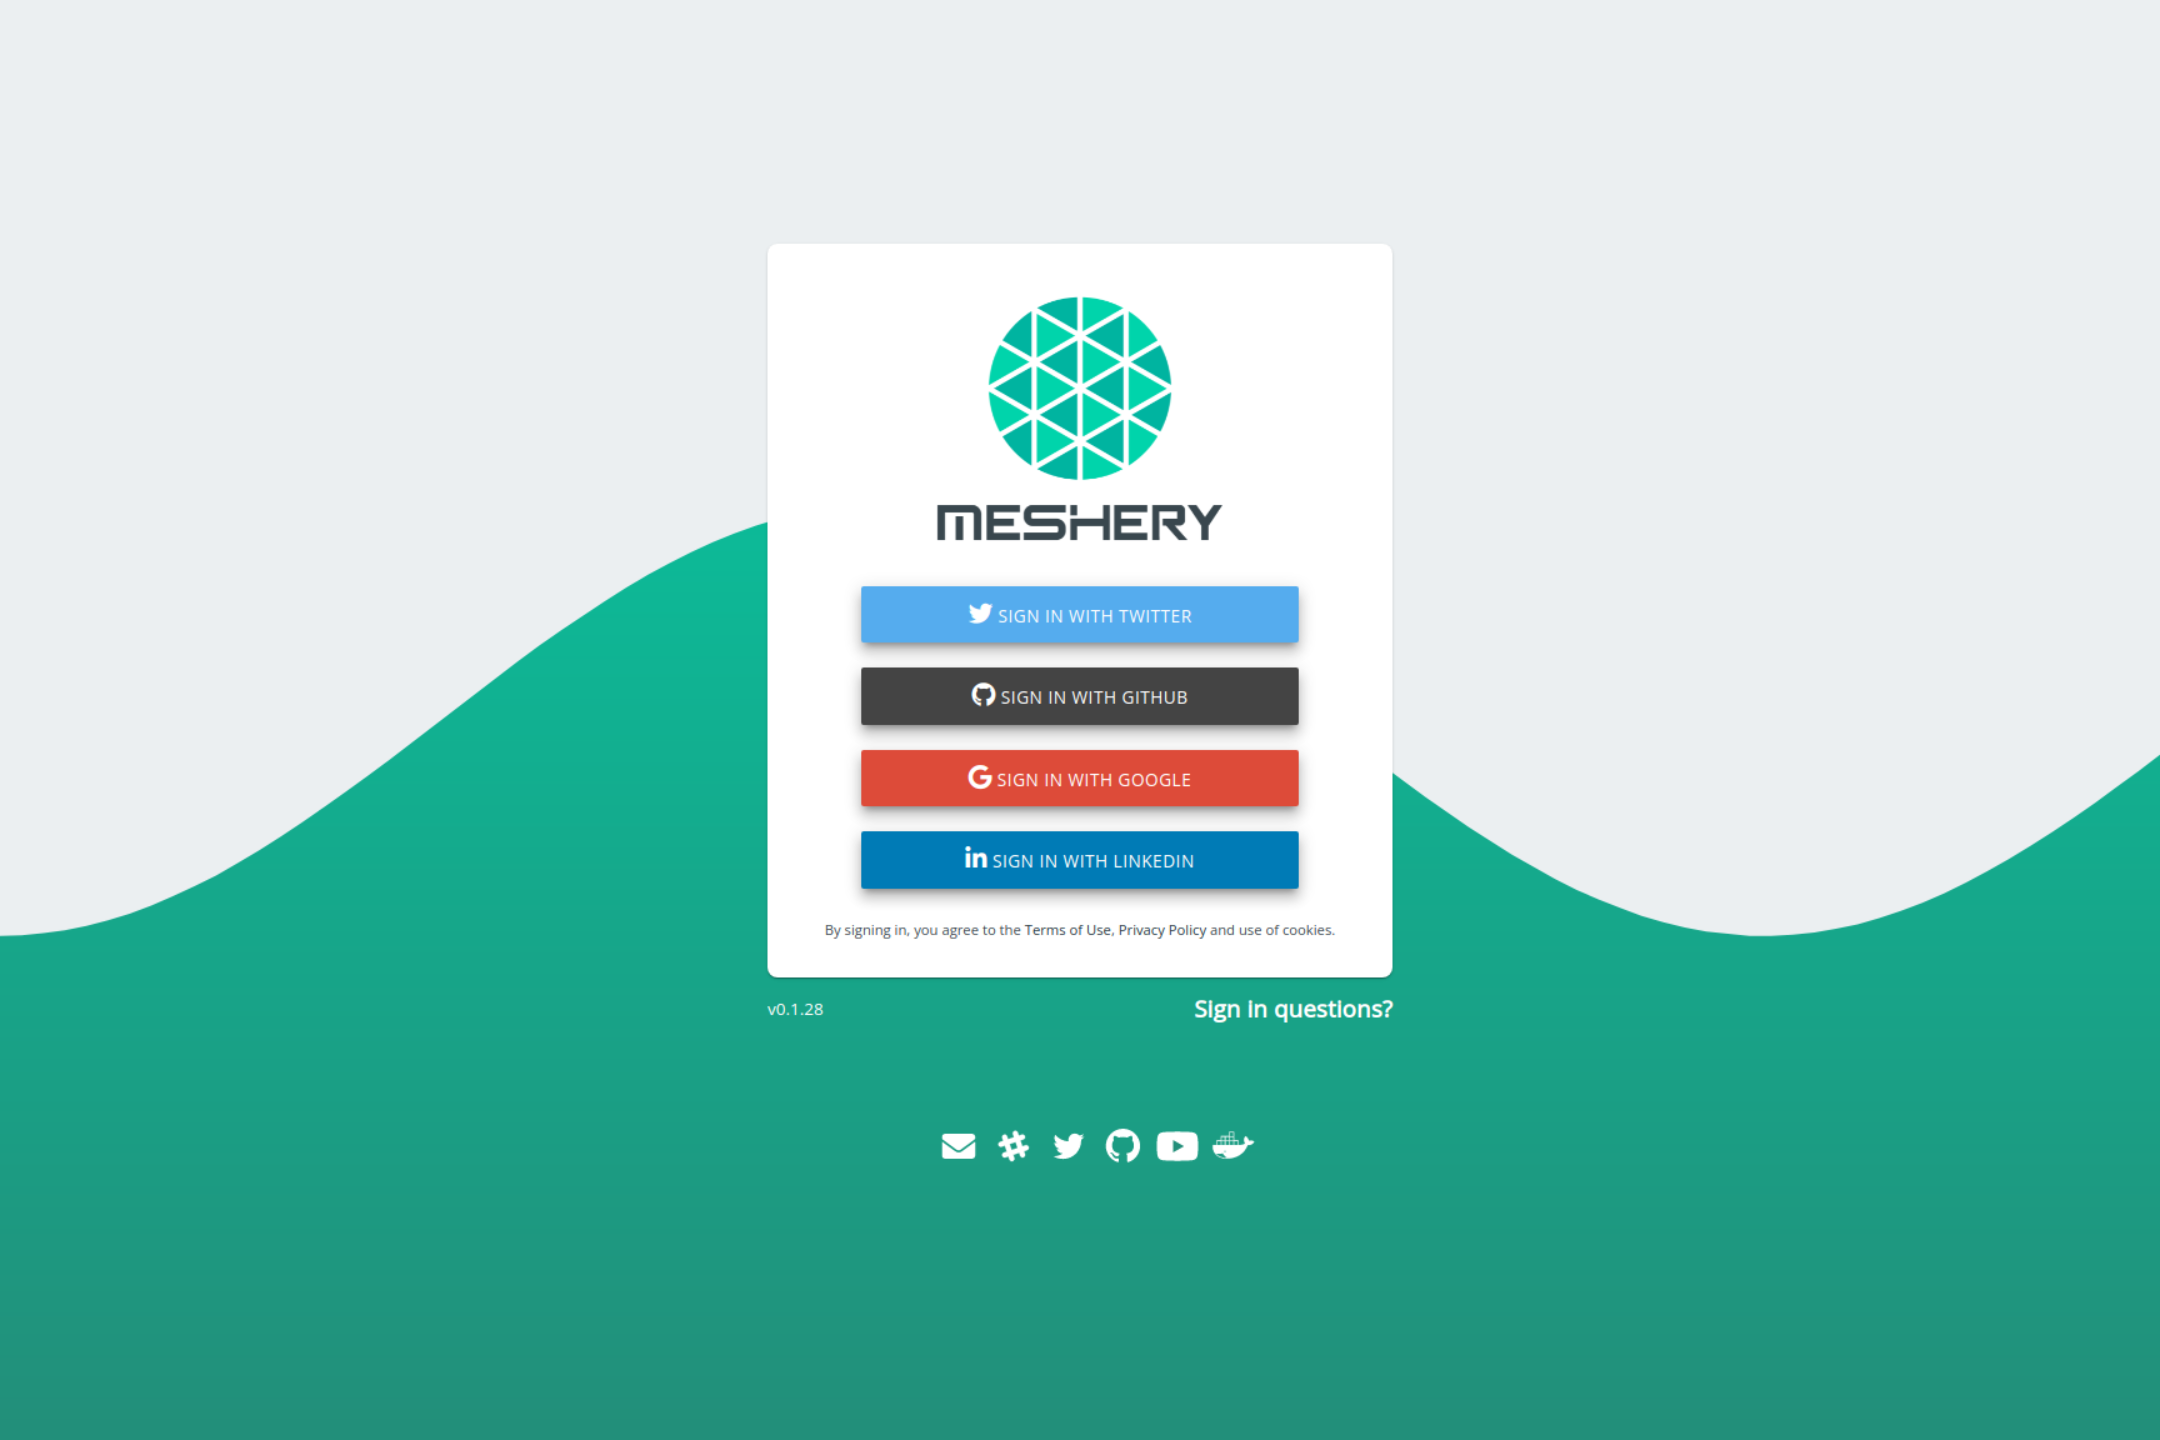 MESHERY
SIGN IN WITH TWITTER
SIGN IN WITH GITHUB
SIGN IN WITH GOOGLE
SIGN IN WITH LINKEDIN
By signing in, you agree to the Terms of Use, Privacy Policy and use of cookies.
v0.1.28
Sign in questions?